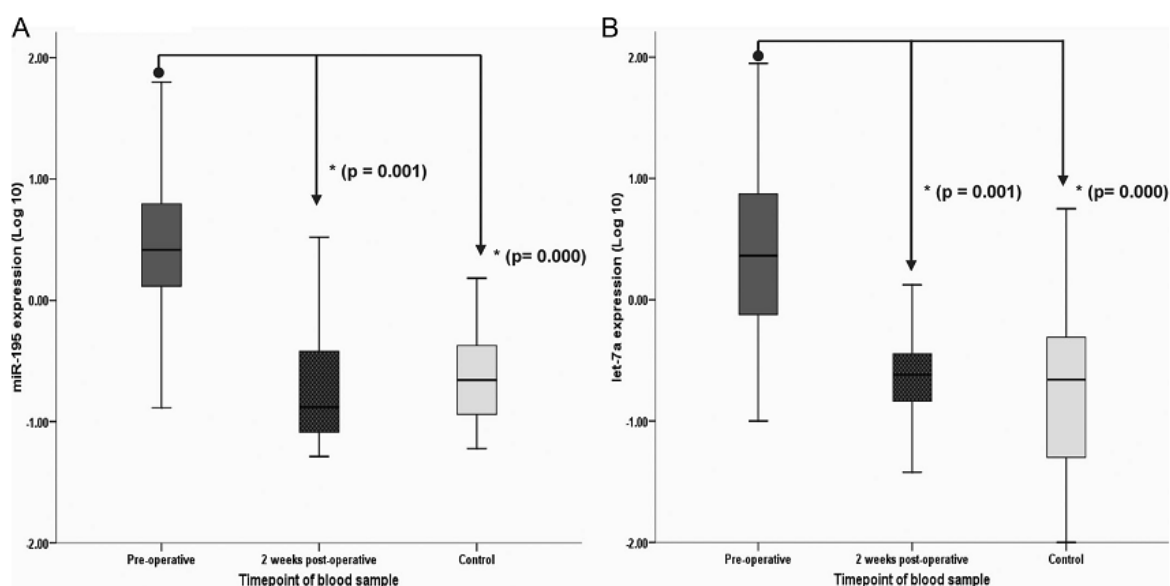 A
miR-195 expression (Log 10)
2.00
1.00
0.00
-1.00
-2.00
* (p = 0.001)
* (p= 0.000)
Pre-operative
2 weeks post-operative
Control
Timepoint of blood sample
B
let-7a expression (Log 10)
2.00
1.00
0.00
-1.00
-2.00
* (p = 0.001)
* (p= 0.000)
Pre-operative
2 weeks post-operative
Control
Timepoint of blood sample